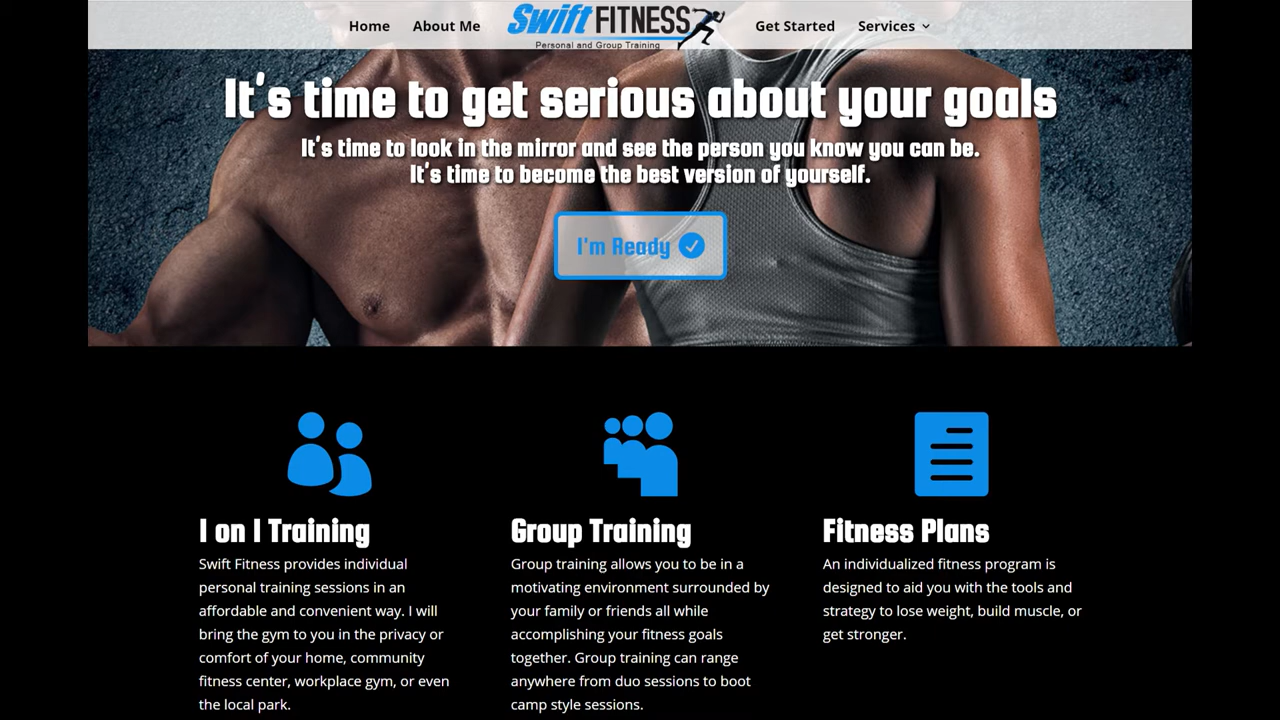 Home
About Me
Swift FITNESS
Personal and Group Training
Get Started
Services
It's time to get serious about your goals
It's time to look in the mirror and see the person you know you can be.
It's time to become the best version of yourself.
I'm Ready
1 on 1 Training
Swift Fitness provides individual
personal training sessions in an
affordable and convenient way. I will
bring the gym to you in the privacy or
comfort of your home, community
fitness center, workplace gym, or even
the local park.
Group Training
Group training allows you to be in a
motivating environment surrounded by
your family or friends all while
accomplishing your fitness goals
together. Group training can range
anywhere from duo sessions to boot
camp style sessions.
Fitness Plans
An individualized fitness program is
designed to aid you with the tools and
strategy to lose weight, build muscle, or
get stronger.